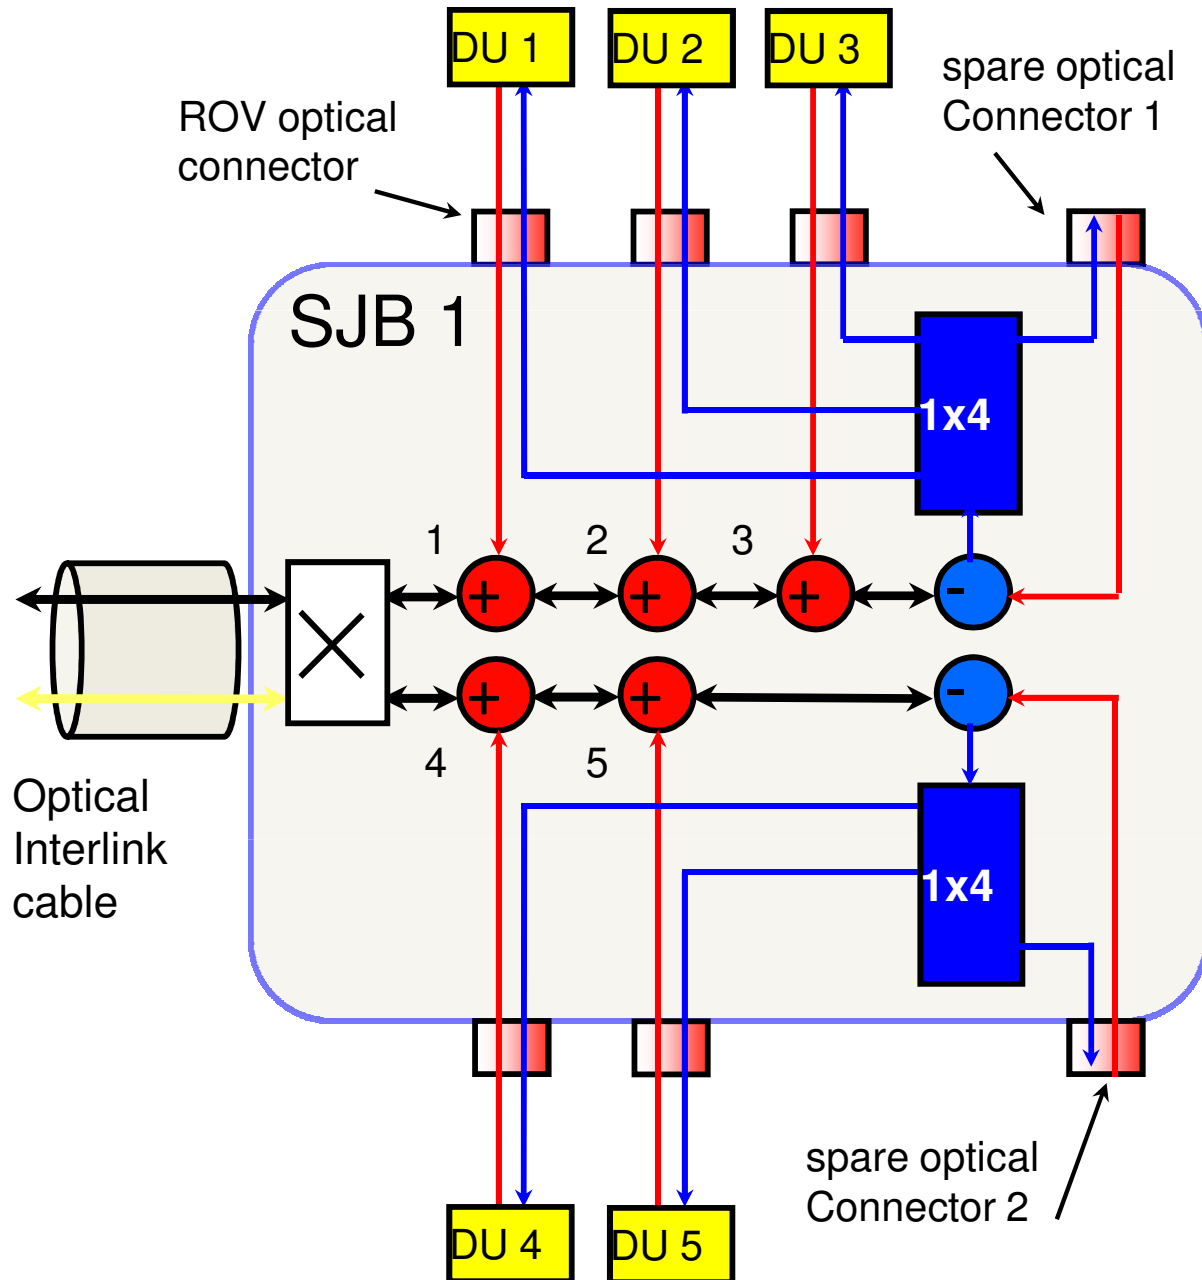 DU 1
DU 2
DU 3
spare optical
Connector 1
ROV optical
connector
SJB 1
1x4
1
2
3
+
+
+
-
+
+
-
4
5
Optical
Interlink
cable
1x4
spare optical
Connector 2
DU 4
DU 5